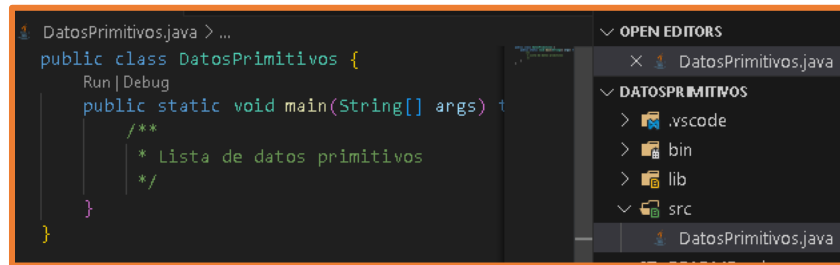 DatosPrimitivos.java > ...
public class DatosPrimitivos {
Run | Debug
public static void main(String[] args) t
/**
* Lista de datos primitivos
*/
}
}
OPEN EDITORS
DatosPrimitivos.java
DATOSPRIMITIVOS
.vscode
bin
lib
src
DatosPrimitivos.java